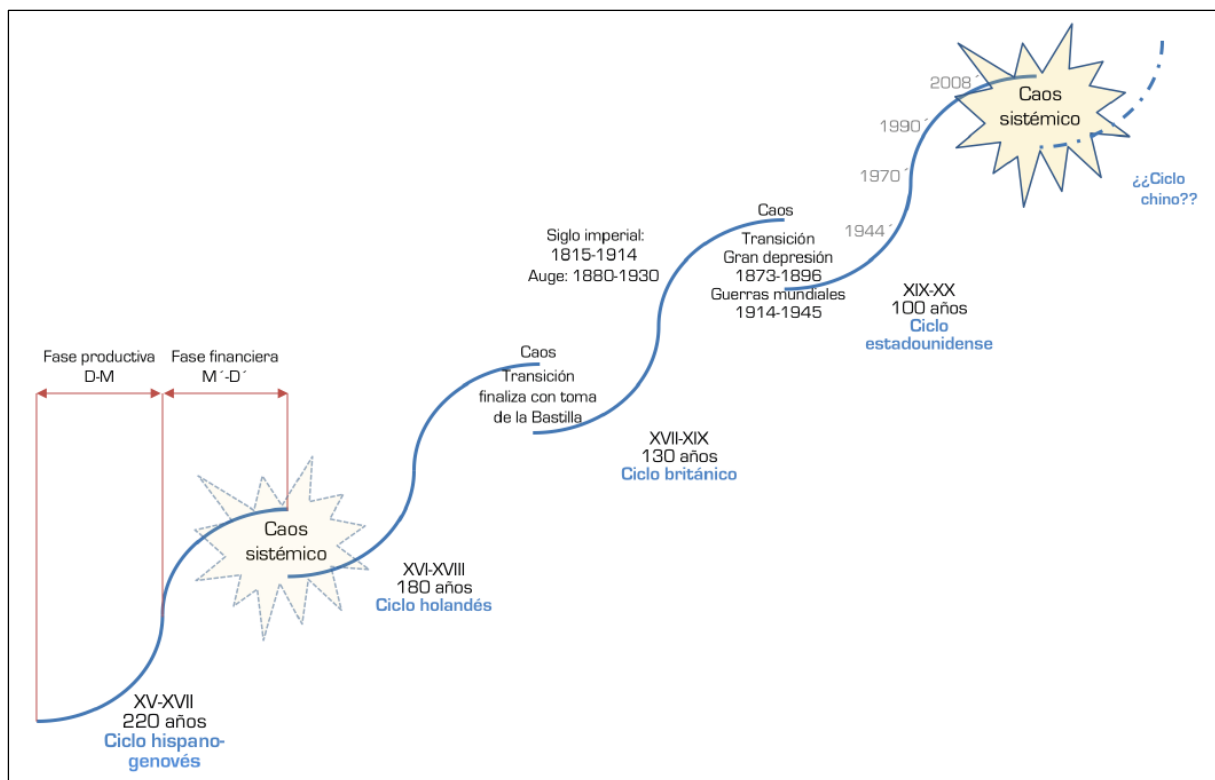 Fase productiva
D-M
Fase financiera
M´-D´
Caos
sistémico
XV-XVII
220 años
Ciclo hispano-
genovés
Caos
Transición
finaliza con toma
de la Bastilla
XVI-XVIII
180 años
Ciclo holandés
Siglo imperial:
1815-1914
Auge: 1880-1930
Caos
Transición
Gran depresión
1873-1896
Guerras mundiales
1914-1945
XVII-XIX
130 años
Ciclo británico
1944´
1970´
1990´
2008´
XIX-XX
100 años
Ciclo
estadounidense
Caos
sistémico
¿¿Ciclo
chino??